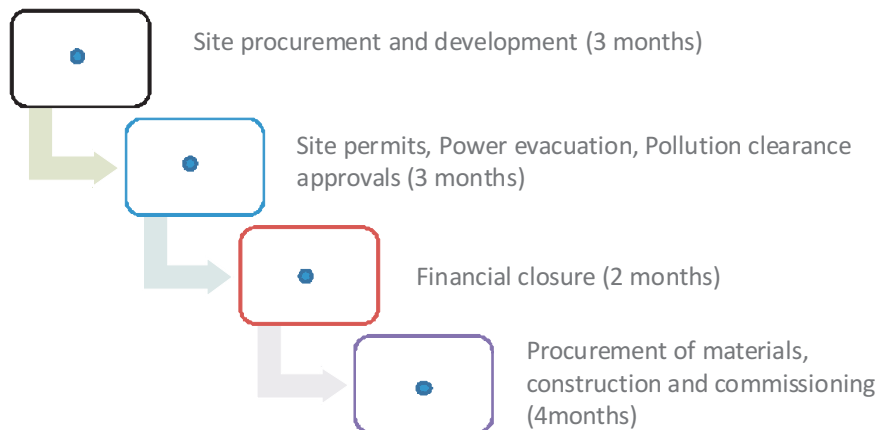 Site procurement and development (3 months)
Site permits, Power evacuation, Pollution clearance
approvals (3 months)
Financial closure (2 months)
Procurement of materials,
construction and commissioning
(4months)